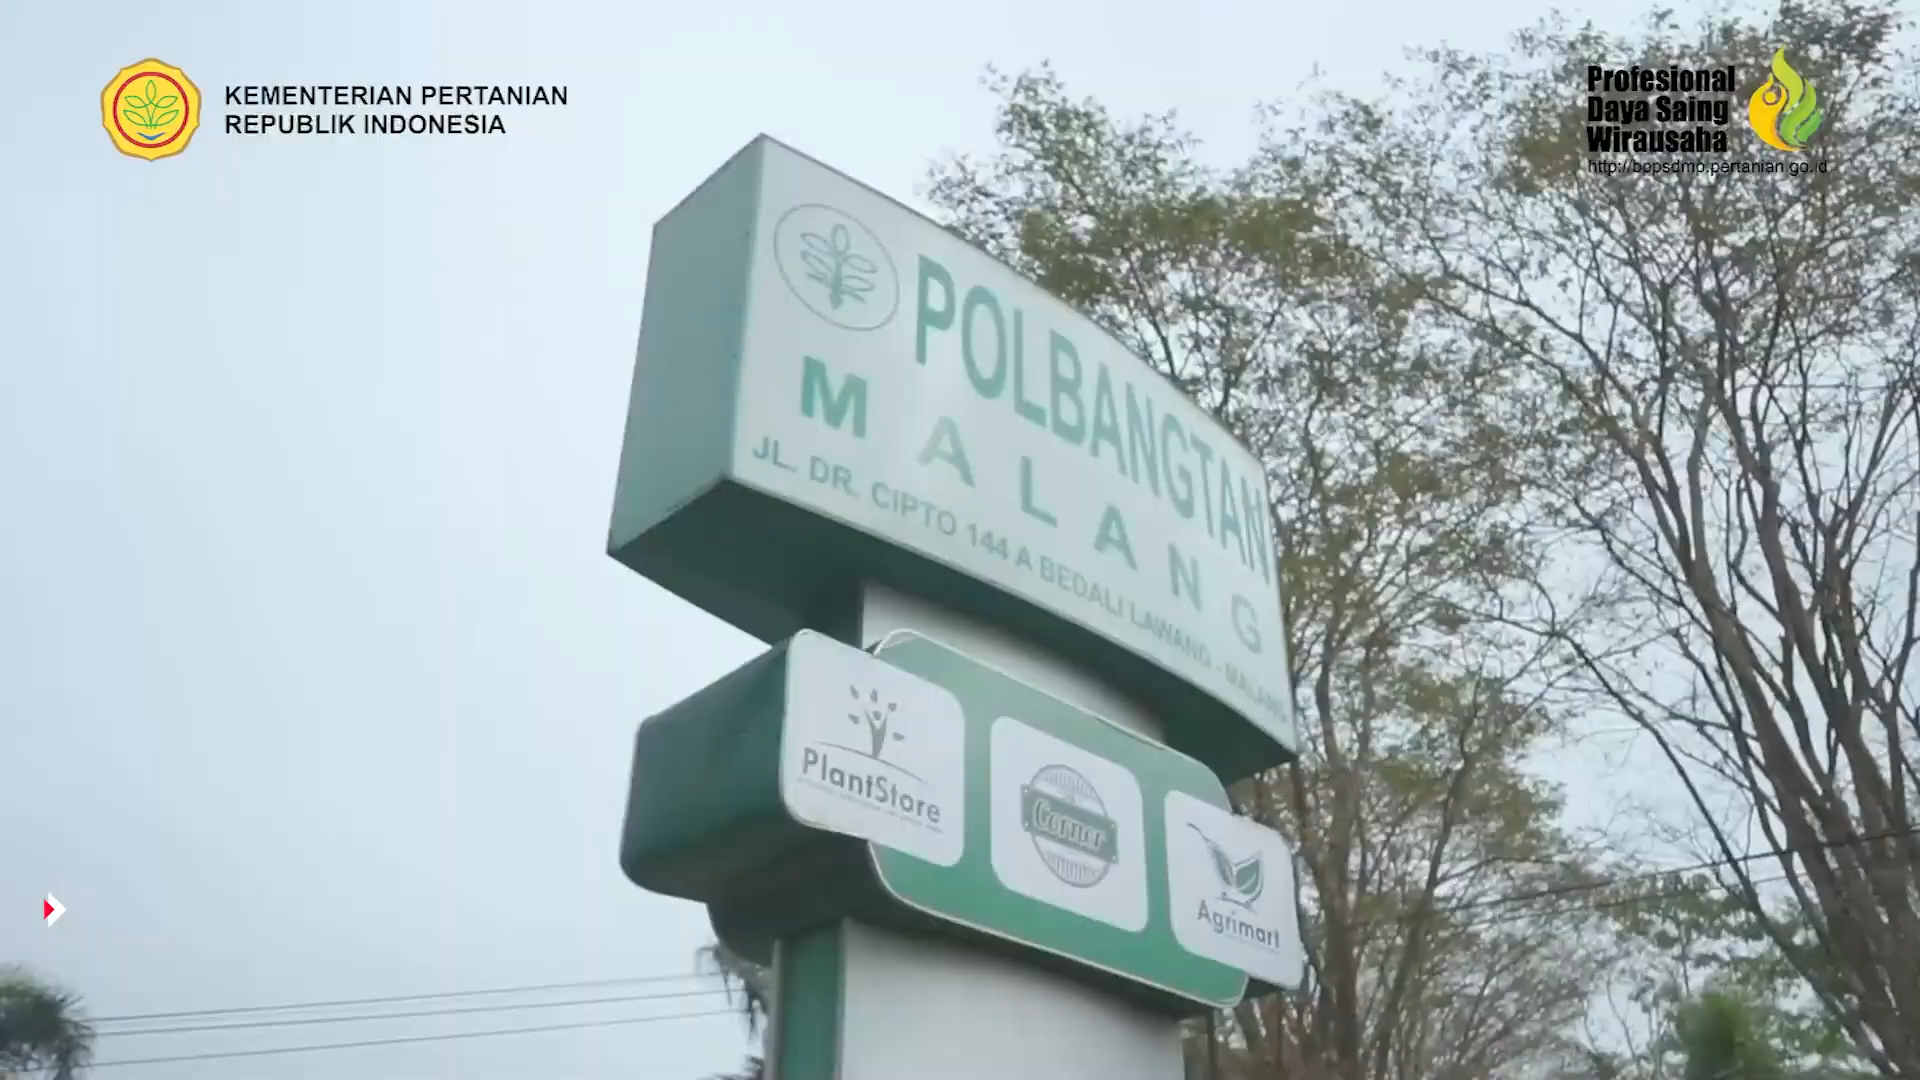 KEMENTERIAN PERTANIAN
REPUBLIK INDONESIA
Profesional
Daya Saing
Wirausaha
http://bppsdmp.pertanian.go.id
POLBANGTAN
MALANG
JL. DR. CIPTO 144 A BEDALI LAWANG - MALANG
PlantStore
Corner
Agrimart